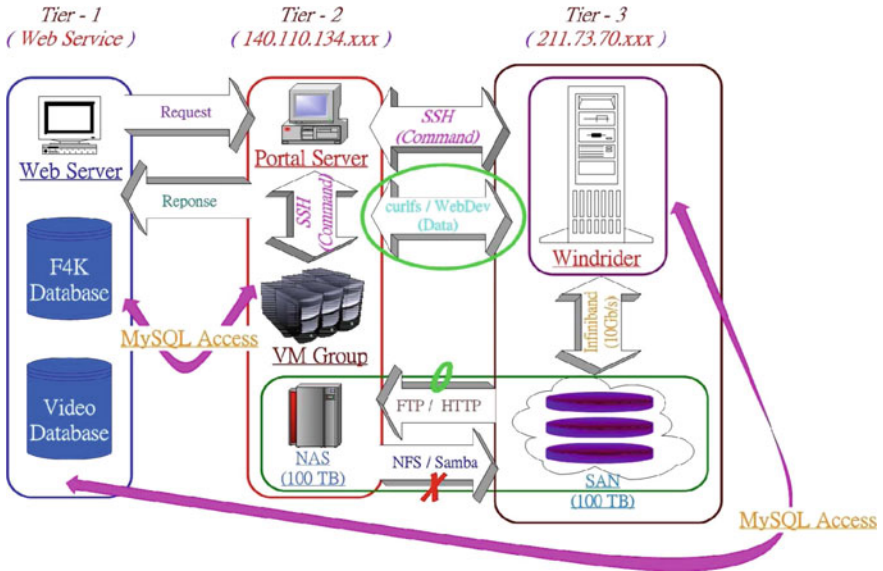 Tier - 1
( Web Service)
Tier - 2
( 140.110.134.xxx )
Tier - 3
( 211.73.70.xxx )
Request
SSH
(Command)
Web Server
Portal Server
Reponse
SSH
(Command)
curlfs / WebDev
(Data)
Windrider
F4K
Database
MySQL Access
VM Group
Infiniband
(10Gb/s)
Video
Database
FTP / HTTP
NAS
(100 TB)
NFS / Samba
SAN
(100 TB)
MySQL Access